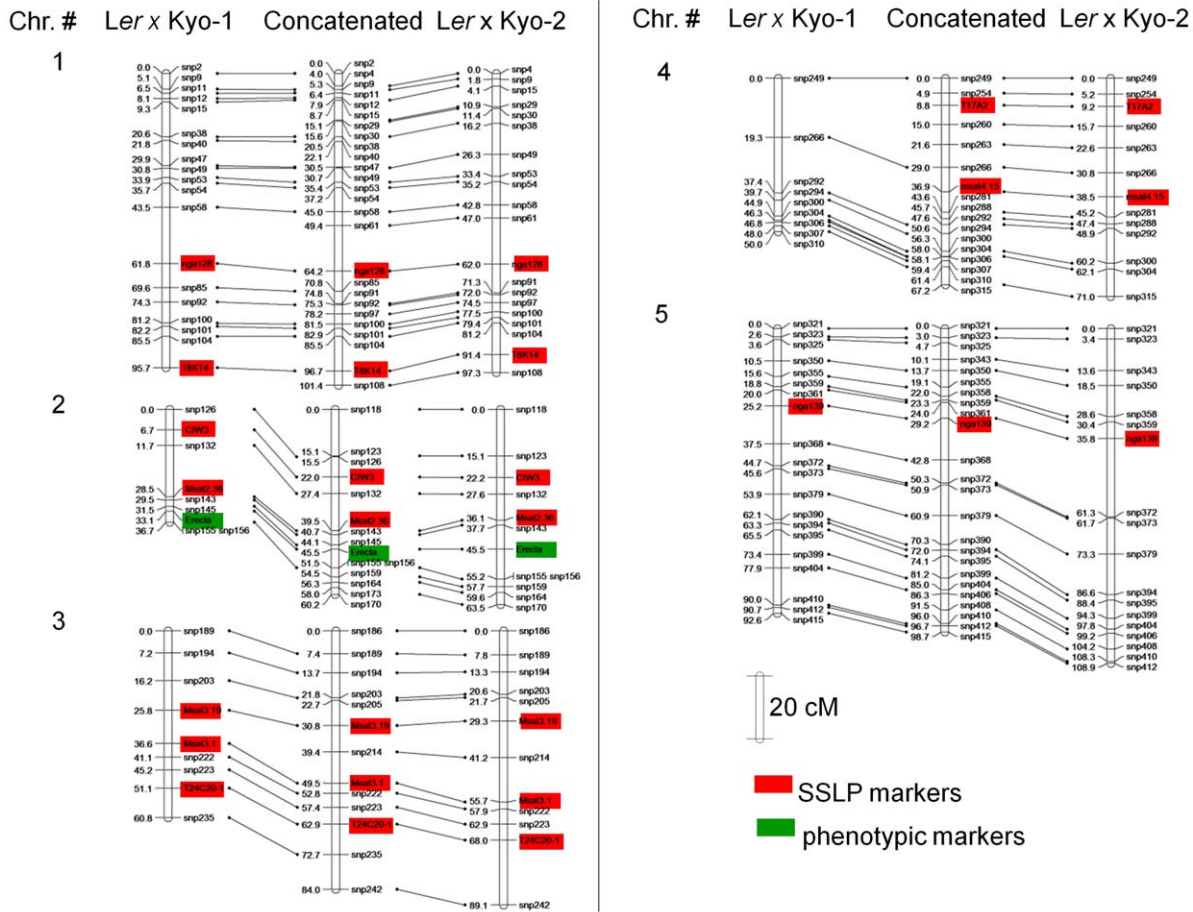 Chr. # Ler x Kyo-1 Concatenated Ler x Kyo-2
1
0.0 snp2
5.1 snp9
6.5 snp11
8.1 snp12
9.3 snp15
20.6 snp38
21.8 snp40
29.9 snp47
30.8 snp49
33.9 snp53
35.7 snp54
43.5 snp58
61.8 nga128
69.6 snp85
74.3 snp92
81.2 snp100
82.2 snp101
85.5 snp104
95.7 T8K14
0.0 snp2
4.0 snp4
5.3 snp9
6.4 snp11
7.9 snp12
8.7 snp15
15.1 snp29
15.6 snp30
20.5 snp38
22.1 snp40
30.5 snp47
30.7 snp49
35.4 snp53
37.2 snp54
45.0 snp58
49.4 snp61
64.2 nga128
70.8 snp85
74.8 snp91
75.3 snp92
78.2 snp97
81.5 snp100
82.9 snp101
85.5 snp104
96.7 T8K14
101.4 snp108
0.0 snp4
1.8 snp9
4.1 snp15
10.9 snp29
11.4 snp30
16.2 snp38
26.3 snp49
33.4 snp53
35.2 snp54
42.8 snp58
47.0 snp61
62.0 nga128
71.3 snp91
72.0 snp92
74.5 snp97
77.5 snp100
79.4 snp101
81.2 snp104
91.4 T8K14
97.3 snp108
2
0.0 snp126
6.7 CIW3
11.7 snp132
28.5 Msat2.36
29.5 snp143
31.5 snp145
33.1 Erecta
36.7 snp155 snp156
0.0 snp118
15.1 snp123
15.5 snp126
22.0 CIW3
27.4 snp132
39.5 Msat2.36
40.7 snp143
44.1 snp145
45.5 Erecta
51.5 snp155 snp156
54.5 snp159
56.3 snp164
58.0 snp173
60.2 snp170
0.0 snp118
15.1 snp123
22.2 CIW3
27.6 snp132
36.1 Msat2.36
37.7 snp143
45.5 Erecta
55.2 snp155 snp156
57.7 snp159
59.6 snp164
63.5 snp170
3
0.0 snp189
7.2 snp194
16.2 snp203
25.8 Msat3.19
36.6 Msat3.1
41.1 snp222
45.2 snp223
51.1 T24C20-1
60.8 snp235
0.0 snp186
7.4 snp189
13.7 snp194
21.8 snp203
22.7 snp205
30.8 Msat3.19
39.4 snp214
49.5 Msat3.1
52.8 snp222
57.4 snp223
62.9 T24C20-1
72.7 snp235
84.0 snp242
0.0 snp186
7.8 snp189
13.3 snp194
20.6 snp203
21.7 snp205
29.3 Msat3.19
41.2 snp214
55.7 Msat3.1
57.9 snp222
62.9 snp223
68.0 T24C20-1
89.1 snp242
Chr. # Ler x Kyo-1 Concatenated Ler x Kyo-2
4
0.0 snp249
19.3 snp266
37.4 snp292
39.7 snp294
44.9 snp300
46.3 snp304
46.8 snp306
48.0 snp307
50.0 snp310
0.0 snp249
4.9 snp254
8.8 T17A2
15.0 snp260
21.6 snp263
29.0 snp266
36.9 msat4.15
43.6 snp281
45.7 snp288
47.6 snp292
50.6 snp294
56.3 snp300
58.0 snp304
58.1 snp306
59.4 snp307
61.4 snp310
67.2 snp315
0.0 snp249
5.2 snp254
9.2 T17A2
15.7 snp260
22.6 snp263
30.8 snp266
38.5 msat4.15
45.2 snp281
47.4 snp288
48.9 snp292
60.2 snp300
62.1 snp304
71.0 snp315
5
0.0 snp321
2.6 snp323
3.6 snp325
10.5 snp350
15.6 snp355
18.8 snp359
20.0 snp361
25.2 nga139
37.5 snp368
44.7 snp372
45.6 snp373
53.9 snp379
62.1 snp390
63.3 snp394
65.5 snp395
73.4 snp399
77.9 snp404
90.0 snp410
90.7 snp412
92.6 snp415
0.0 snp321
3.0 snp323
4.7 snp325
10.1 snp343
13.7 snp350
19.1 snp355
22.0 snp358
23.3 snp359
24.0 snp361
29.2 nga139
42.8 snp368
50.3 snp372
50.9 snp373
60.9 snp379
70.3 snp390
72.0 snp394
74.1 snp395
81.2 snp399
85.0 snp404
86.3 snp406
91.5 snp408
96.0 snp410
96.7 snp412
98.7 snp415
0.0 snp321
3.4 snp323
13.6 snp343
18.5 snp350
28.6 snp358
30.4 snp359
35.8 nga139
61.3 snp372
61.7 snp373
73.3 snp379
86.6 snp394
88.4 snp395
94.3 snp399
97.8 snp404
99.2 snp406
104.2 snp408
108.3 snp410
108.9 snp412
20 cM
SSLP markers
phenotypic markers